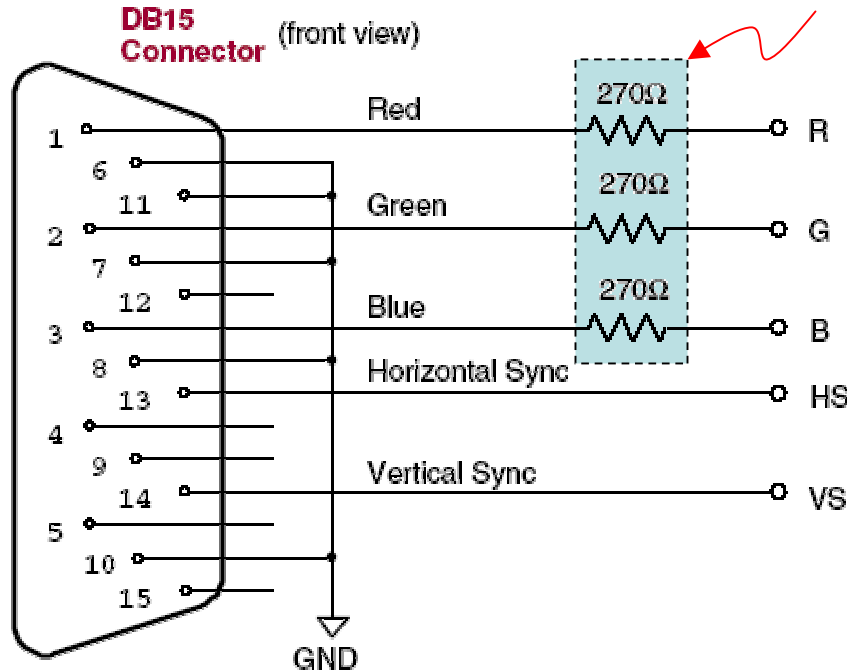 DB15
Connector (front view)
270Ω
Red
R
1
6
270Ω
11
Green
G
2
7
270Ω
12
Blue
B
3
8
Horizontal Sync
HS
13
4
9
Vertical Sync
VS
14
5
10
15
GND